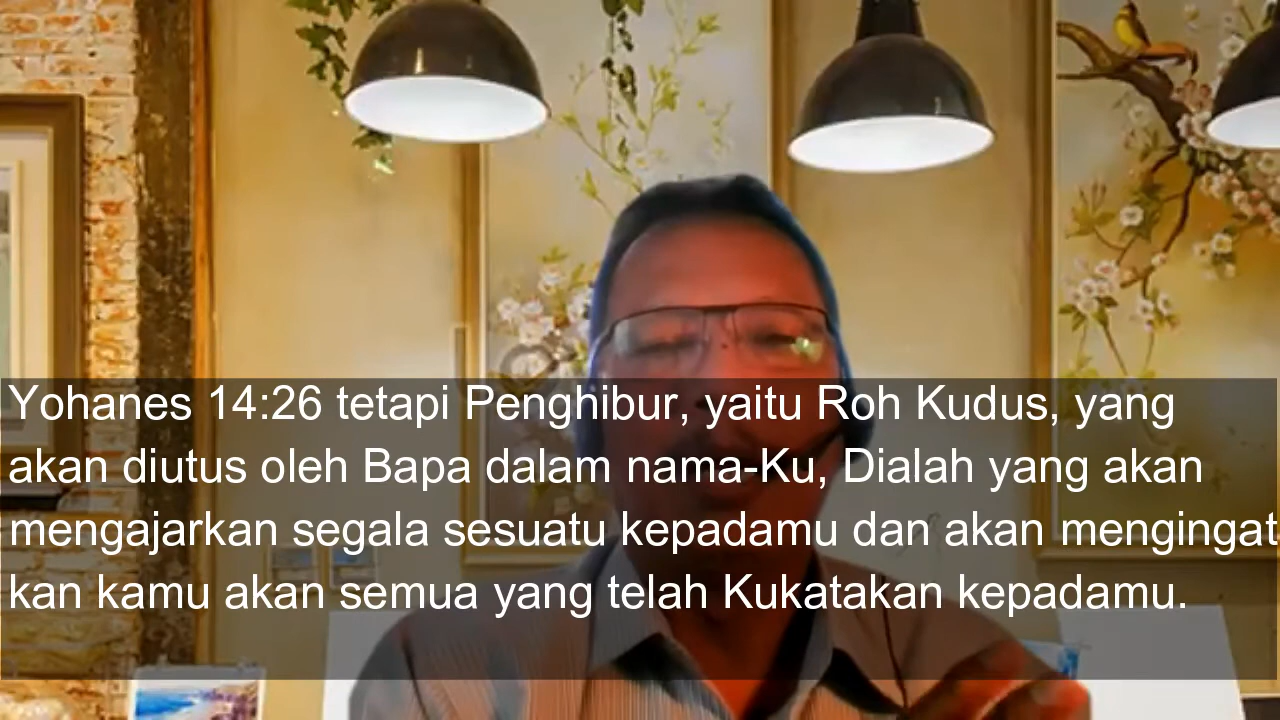 Yohanes 14:26 tetapi Penghibur, yaitu Roh Kudus, yang
akan diutus oleh Bapa dalam nama-Ku, Dialah yang akan
mengajarkan segala sesuatu kepadamu dan akan mengingat
kan kamu akan semua yang telah Kukatakan kepadamu.